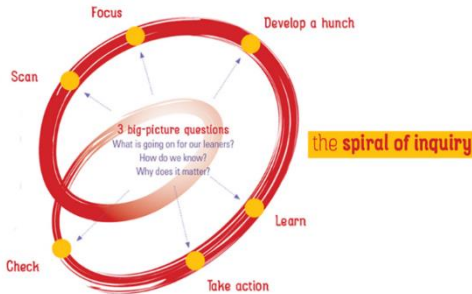 Focus
Develop a hunch
Scan
3 big-picture questions
What is going on for our leaners?
How do we know?
Why does it matter?
the spiral of inquiry
Learn
Check
Take action